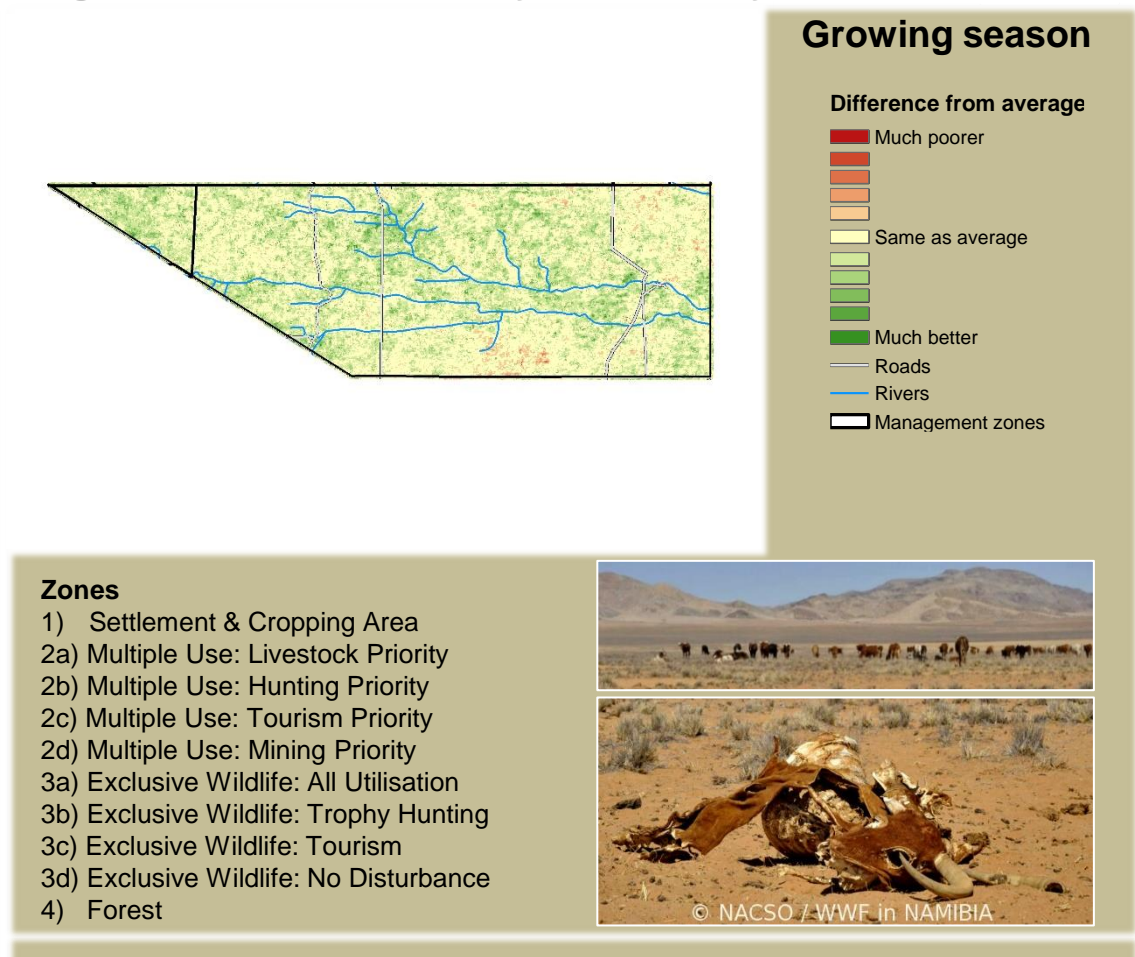 Growing season
Difference from average
Much poorer
Same as average
Much better
Roads
Rivers
Management zones
Zones
1) Settlement & Cropping Area
2a) Multiple Use: Livestock Priority
2b) Multiple Use: Hunting Priority
2c) Multiple Use: Tourism Priority
2d) Multiple Use: Mining Priority
3a) Exclusive Wildlife: All Utilisation
3b) Exclusive Wildlife: Trophy Hunting
3c) Exclusive Wildlife: Tourism
3d) Exclusive Wildlife: No Disturbance
4) Forest
© NACSO / WWF in NAMIBIA